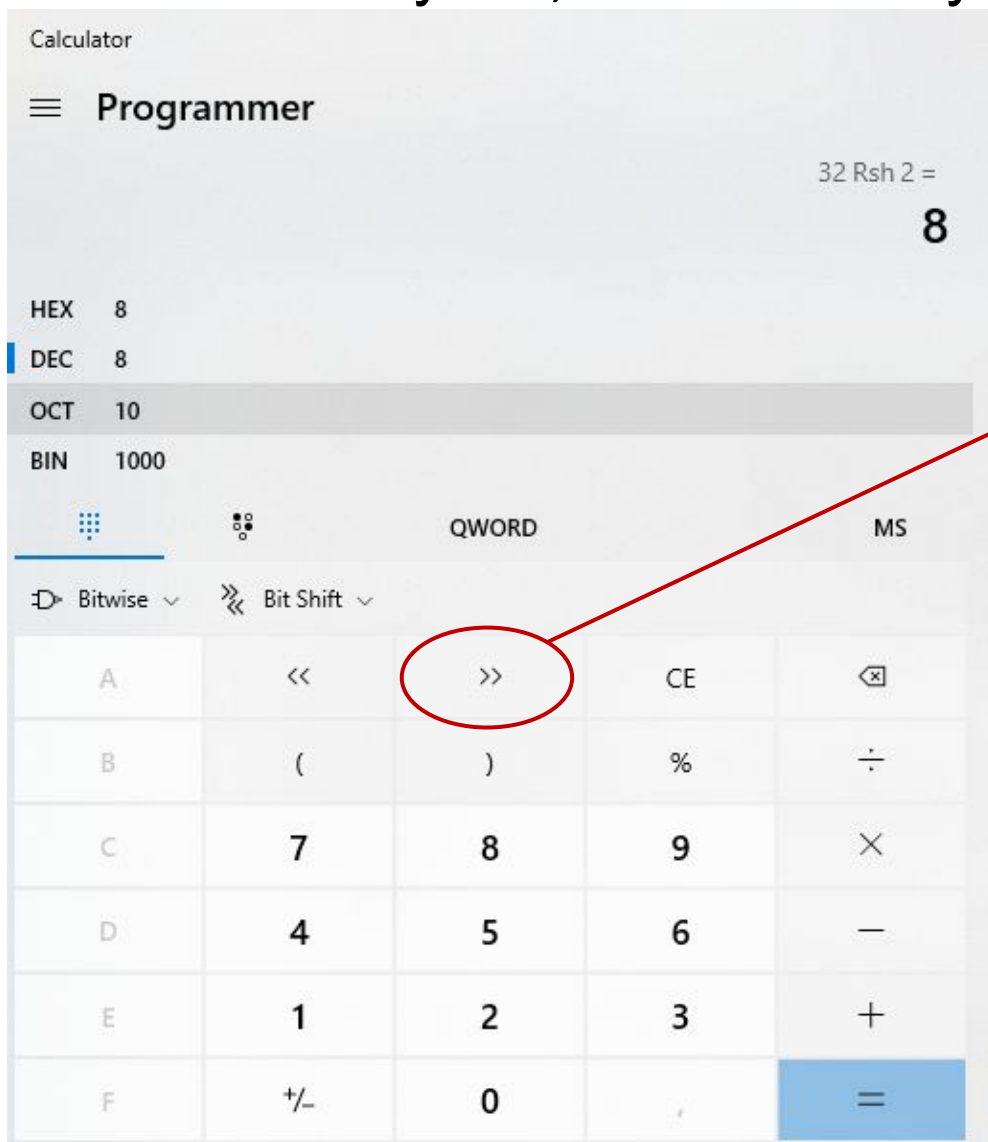 Calculator
Programmer
32 Rsh 2 =
8
HEX 8
DEC 8
OCT 10
BIN 1000
QWORD MS
Bitwise Bit Shift
A << >> CE
B ( ) % ÷
C 7 8 9 ×
D 4 5 6 −
E 1 2 3 +
F +/− 0 , =